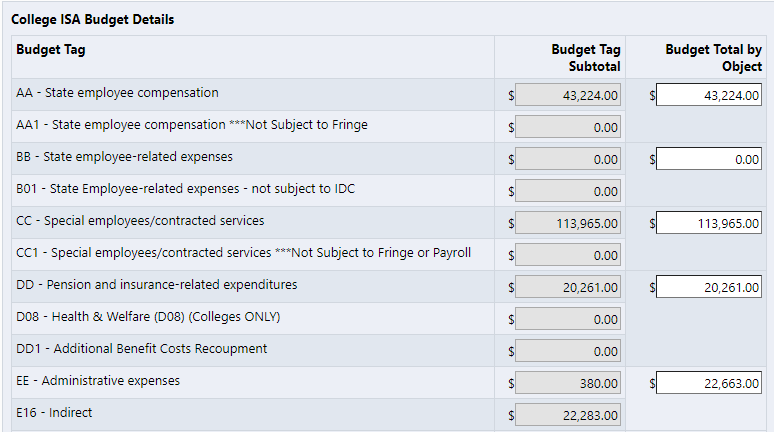 College ISA Budget Details
Budget Tag Budget Tag Subtotal Budget Total by Object
AA - State employee compensation $ 43,224.00 $ 43,224.00
AA1 - State employee compensation ***Not Subject to Fringe $ 0.00
BB - State employee-related expenses $ 0.00 $ 0.00
B01 - State Employee-related expenses - not subject to IDC $ 0.00
CC - Special employees/contracted services $ 113,965.00 $ 113,965.00
CC1 - Special employees/contracted services ***Not Subject to Fringe or Payroll $ 0.00
DD - Pension and insurance-related expenditures $ 20,261.00 $ 20,261.00
D08 - Health & Welfare (D08) (Colleges ONLY) $ 0.00
DD1 - Additional Benefit Costs Recoupment $ 0.00
EE - Administrative expenses $ 380.00 $ 22,663.00
E16 - Indirect $ 22,283.00